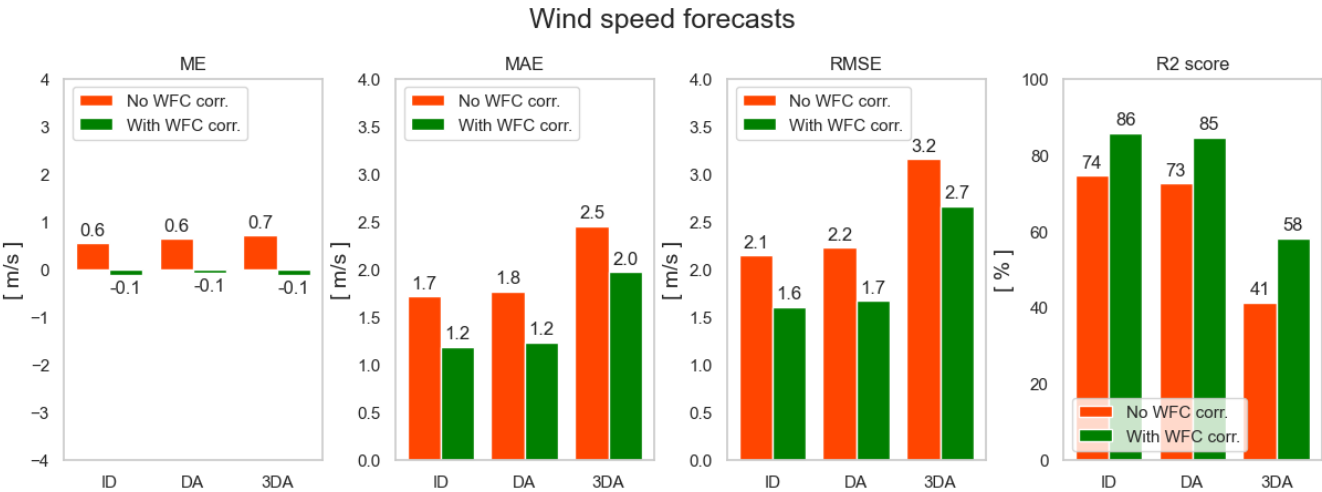 Wind speed forecasts
ME
[ m/s ]
4
3
2
1
0
−1
−2
−3
−4
No WFC corr.
With WFC corr.
0.6
-0.1
0.6
-0.1
0.7
-0.1
ID DA 3DA
MAE
[ m/s ]
4.0
3.5
3.0
2.5
2.0
1.5
1.0
0.5
0.0
No WFC corr.
With WFC corr.
1.7
1.2
1.8
1.2
2.5
2.0
ID DA 3DA
RMSE
[ m/s ]
4.0
3.5
3.0
2.5
2.0
1.5
1.0
0.5
0.0
No WFC corr.
With WFC corr.
2.1
1.6
2.2
1.7
3.2
2.7
ID DA 3DA
R2 score
[ % ]
100
80
60
40
20
0
74
86
73
85
41
58
No WFC corr.
With WFC corr.
ID DA 3DA